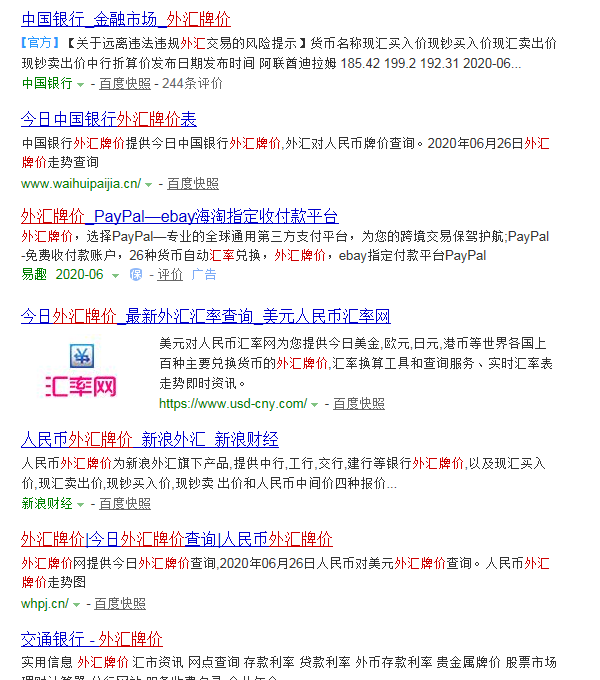 中国银行_金融市场_外汇牌价
【官方】【关于远离违法违规外汇交易的风险提示】货币名称现汇买入价现钞买入价现汇卖出价
现钞卖出价中行折算价发布日期发布时间 阿联酋迪拉姆 185.42 199.2 192.31 2020-06...
中国银行 - 百度快照 - 244条评价
今日中国银行外汇牌价表
中国银行外汇牌价提供今日中国银行外汇牌价,外汇对人民币牌价查询。2020年06月26日外汇
牌价走势查询
www.waihuipaijia.cn/ - 百度快照
外汇牌价_PayPal—ebay海淘指定收付款平台
外汇牌价，选择PayPal—专业的全球通用第三方支付平台，为您的跨境交易保驾护航;PayPal
-免费收付款账户，26种货币自动汇率兑换，外汇牌价，ebay指定付款平台PayPal
易趣 2020-06 保 - 评价 广告
今日外汇牌价_最新外汇汇率查询_美元人民币汇率网
美元对人民币汇率网为您提供今日美金,欧元,日元,港币等世界各国上
百种主要兑换货币的外汇牌价,汇率换算工具和查询服务、实时汇率表
走势即时资讯。
汇率网
https://www.usd-cny.com/ - 百度快照
人民币外汇牌价_新浪外汇_新浪财经
人民币外汇牌价为新浪外汇旗下产品,提供中行,工行,交行,建行等银行外汇牌价,以及现汇买入
价,现汇卖出价,现钞买入价,现钞卖 出价和人民币中间价四种报价...
新浪财经 - 百度快照
外汇牌价|今日外汇牌价查询|人民币外汇牌价
外汇牌价网提供今日外汇牌价查询,2020年06月26日人民币对美元外汇牌价查询。人民币外汇
牌价走势图
whpj.cn/ - 百度快照
交通银行 - 外汇牌价
实用信息 外汇牌价 汇市资讯 网点查询 存款利率 贷款利率 外币存款利率 贵金属牌价 股票市场